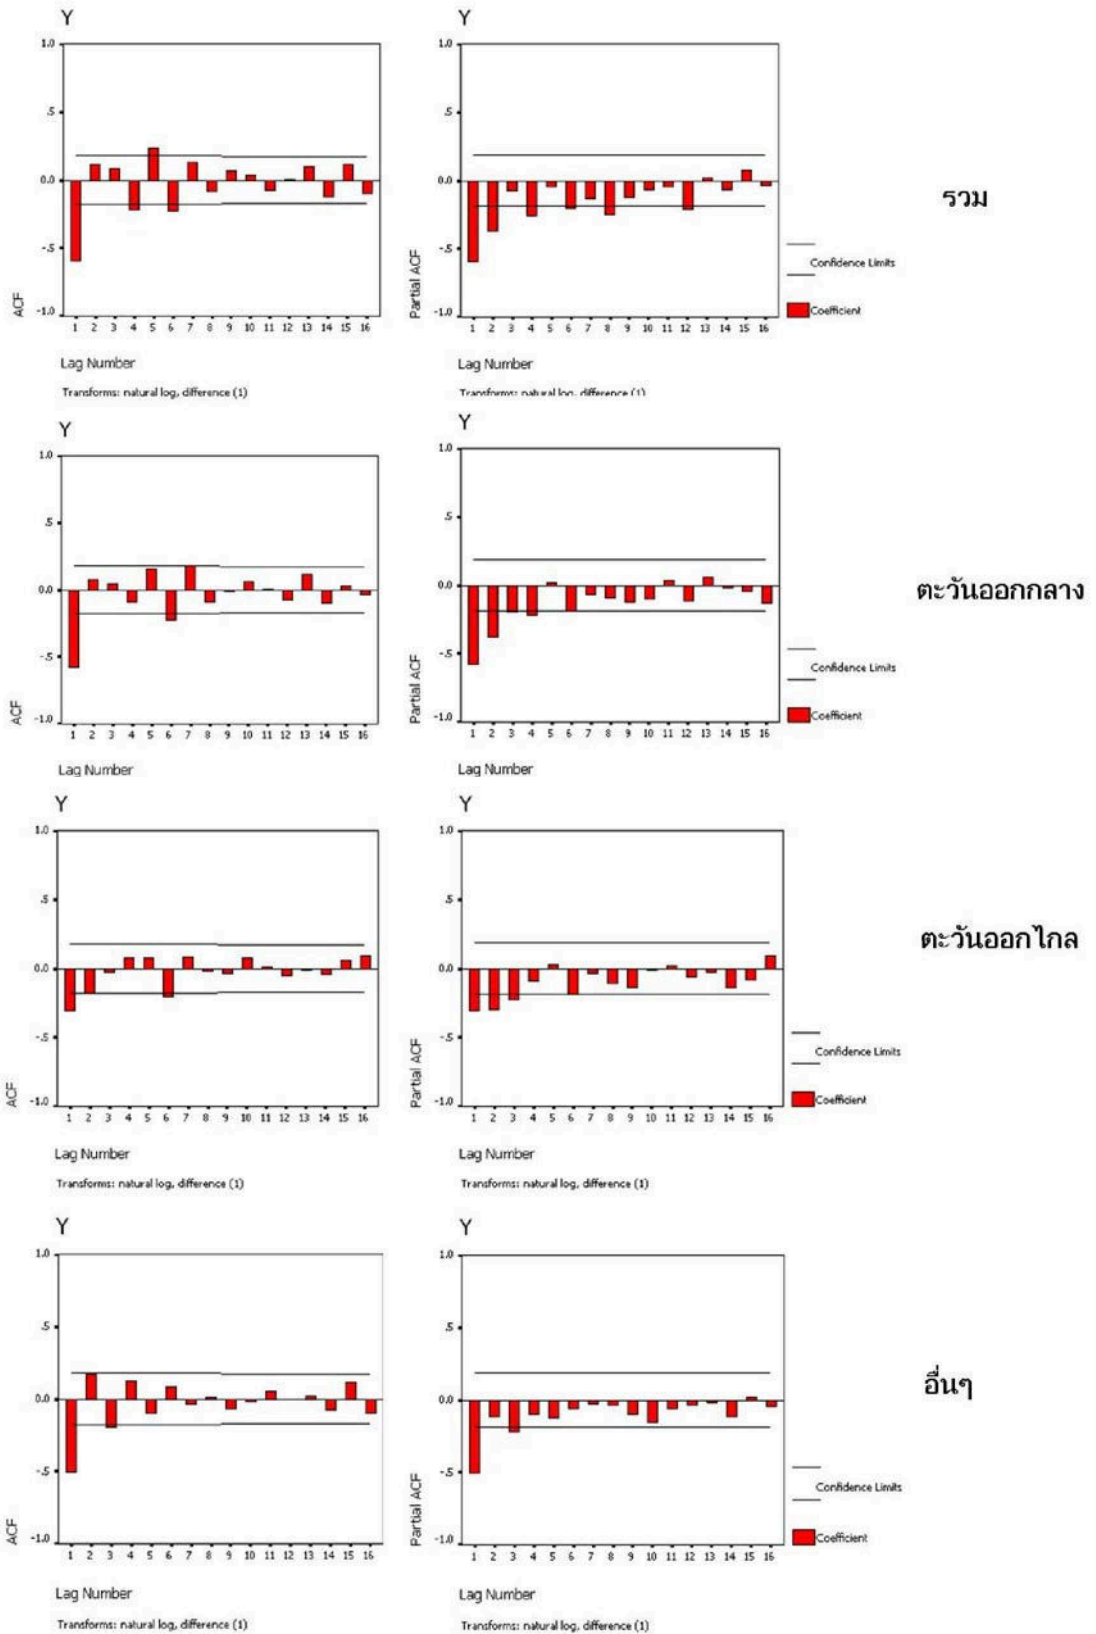 Y
1.0
.5
0.0
-.5
-1.0
ACF
1 2 3 4 5 6 7 8 9 10 11 12 13 14 15 16
Lag Number
Transforms: natural log, difference (1)
Y
1.0
.5
0.0
-.5
-1.0
Partial ACF
1 2 3 4 5 6 7 8 9 10 11 12 13 14 15 16
Lag Number
Transforms: natural log, difference (1)
รวม
Confidence Limits
Coefficient
Y
1.0
.5
0.0
-.5
-1.0
ACF
1 2 3 4 5 6 7 8 9 10 11 12 13 14 15 16
Lag Number
Y
1.0
.5
0.0
-.5
-1.0
Partial ACF
1 2 3 4 5 6 7 8 9 10 11 12 13 14 15 16
Lag Number
ตะวันออกกลาง
Confidence Limits
Coefficient
Y
1.0
.5
0.0
-.5
-1.0
ACF
1 2 3 4 5 6 7 8 9 10 11 12 13 14 15 16
Lag Number
Transforms: natural log, difference (1)
Y
1.0
.5
0.0
-.5
-1.0
Partial ACF
1 2 3 4 5 6 7 8 9 10 11 12 13 14 15 16
Lag Number
Transforms: natural log, difference (1)
ตะวันออกไกล
Confidence Limits
Coefficient
Y
1.0
.5
0.0
-.5
-1.0
ACF
1 2 3 4 5 6 7 8 9 10 11 12 13 14 15 16
Lag Number
Transforms: natural log, difference (1)
Y
1.0
.5
0.0
-.5
-1.0
Partial ACF
1 2 3 4 5 6 7 8 9 10 11 12 13 14 15 16
Lag Number
Transforms: natural log, difference (1)
อื่นๆ
Confidence Limits
Coefficient